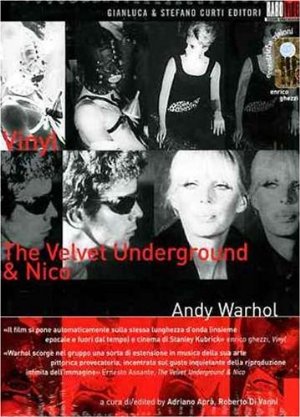 GIANLUCA & STEFANO CURTI EDITORI
RARO VIDEO
enrico
ghezzi
Vinyl
The Velvet Underground
& Nico
Andy Warhol
«Il film si pone automaticamente sulla stessa lunghezza d'onda (insieme
epocale e fuori dal tempo) e cinema di Stanley Kubrick» enrico ghezzi, Vinyl
«Warhol scorge nel gruppo una sorta di estensione in musica della sua arte
pittorica provocatoria, incentrata sul gusto inquietante della riproduzione
infinita dell'immagine» Ernesto Assante, The Velvet Underground & Nico
a cura di/edited by Adriano Aprà, Roberto Di Vanni